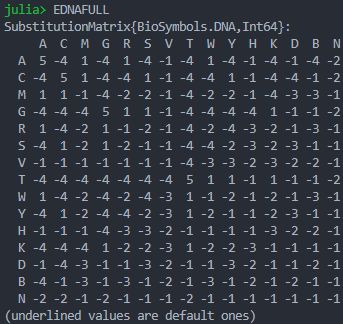 julia> EDNAFULL
SubstitutionMatrix{BioSymbols.DNA,Int64}:
A C M G R S V T W Y H K D B N
A 5 -4 1 -4 1 -4 -1 -4 1 -4 -1 -4 -1 -4 -2
C -4 5 1 -4 -4 1 -1 -4 -4 1 -1 -4 -4 -1 -2
M 1 1 -1 -4 -2 -2 -1 -4 -2 -2 -1 -4 -3 -3 -1
G -4 -4 -4 5 1 1 -1 -4 -4 -4 -4 1 -1 -1 -2
R 1 -4 -2 1 -1 -2 -1 -4 -2 -4 -3 -2 -1 -3 -1
S -4 1 -2 1 -2 -1 -1 -4 -4 -2 -3 -2 -3 -1 -1
V -1 -1 -1 -1 -1 -1 -1 -4 -3 -3 -2 -3 -2 -2 -1
T -4 -4 -4 -4 -4 -4 -4 5 1 1 -1 1 -1 -1 -2
W 1 -4 -2 -4 -2 -4 -3 1 -1 -2 -1 -2 -1 -3 -1
Y -4 1 -2 -4 -4 -2 -3 1 -2 -1 -1 -2 -3 -1 -1
H -1 -1 -1 -4 -3 -3 -2 -1 -1 -1 -1 -3 -2 -2 -1
K -4 -4 -4 1 -2 -2 -3 1 -2 -2 -3 -1 -1 -1 -1
D -1 -4 -3 -1 -1 -3 -2 -1 -1 -3 -2 -1 -1 -2 -1
B -4 -1 -3 -1 -3 -1 -2 -1 -3 -1 -2 -1 -2 -1 -1
N -2 -2 -1 -2 -1 -1 -1 -2 -1 -1 -1 -1 -1 -1 -1
(underlined values are default ones)